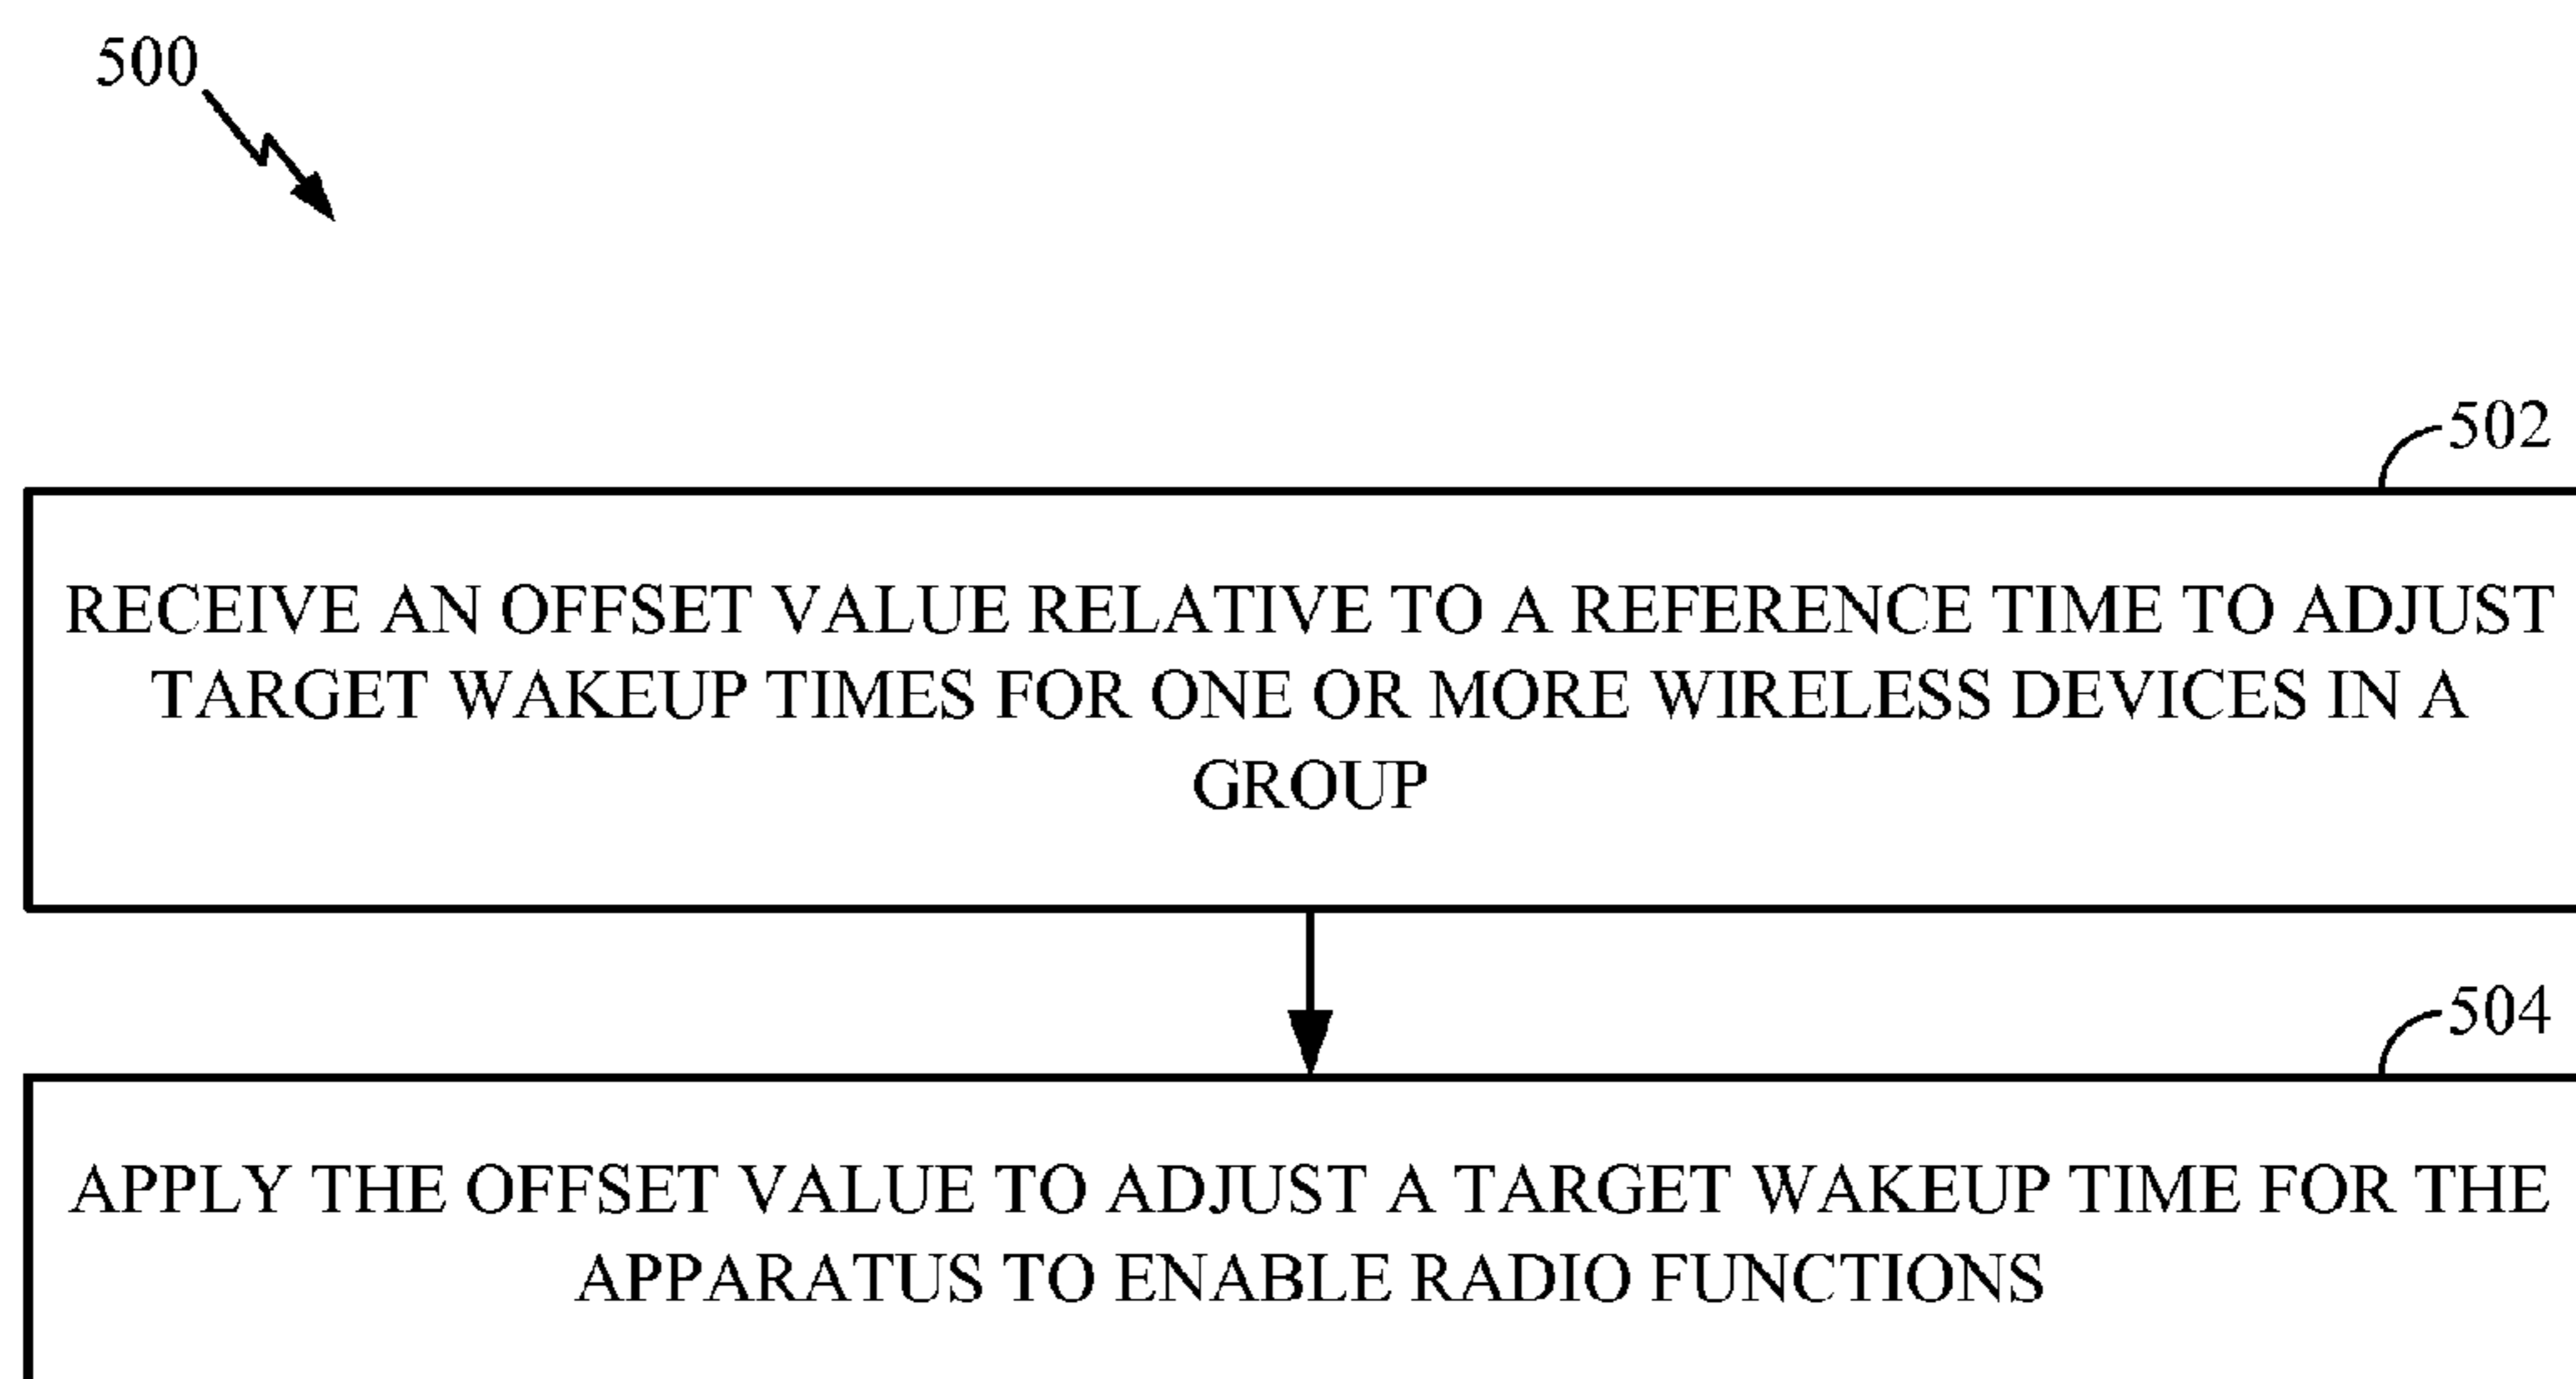 500
502
RECEIVE AN OFFSET VALUE RELATIVE TO A REFERENCE TIME TO ADJUST
TARGET WAKEUP TIMES FOR ONE OR MORE WIRELESS DEVICES IN A
GROUP
504
APPLY THE OFFSET VALUE TO ADJUST A TARGET WAKEUP TIME FOR THE
APPARATUS TO ENABLE RADIO FUNCTIONS